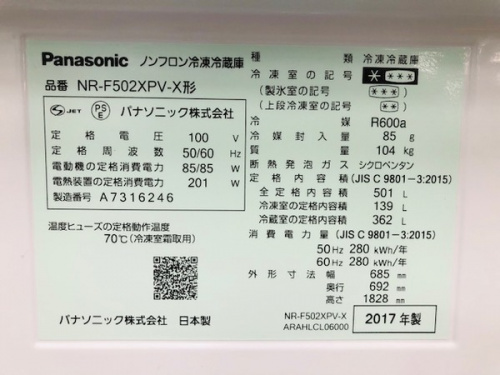 Panasonic ノンフロン冷凍冷蔵庫
品番 NR-F502XPV-X形
S JET PSE パナソニック株式会社
定格電圧 100 V
定格周波数 50/60 Hz
電動機の定格消費電力 85/85 W
電熱装置の定格消費電力 201 W
製造番号 A7316246
温度ヒューズの定格動作温度
70℃(冷凍室霜取用)
パナソニック株式会社 日本製
種類 冷凍冷蔵庫
冷凍室の記号 * ***
(製氷室の記号) **
(上段冷凍室の記号) **
冷媒 R600a
冷媒封入量 85 g
質量 104 kg
断熱発泡ガス シクロペンタン
定格内容積 (JIS C 9801-3:2015)
全定格内容積 501 L
冷凍室の定格内容積 139 L
冷蔵室の定格内容積 362 L
消費電力量 (JIS C 9801-3:2015)
50 Hz 280 kWh/年
60 Hz 280 kWh/年
外形寸法 幅 685 mm
奥行 692 mm
高さ 1828 mm
NR-F502XPV-X
ARAHLCL06000
2017年製